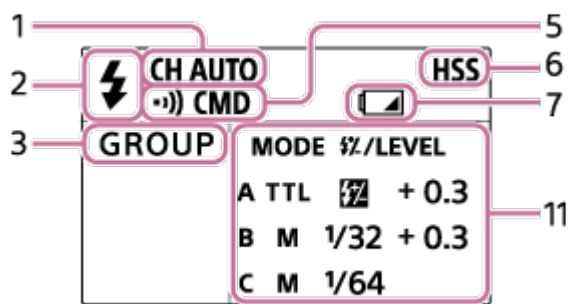 1
5
2
CH AUTO
HSS
6
CMD
7
3
GROUP
MODE /LEVEL
A TTL + 0.3
11
B M 1/32 + 0.3
C M 1/64